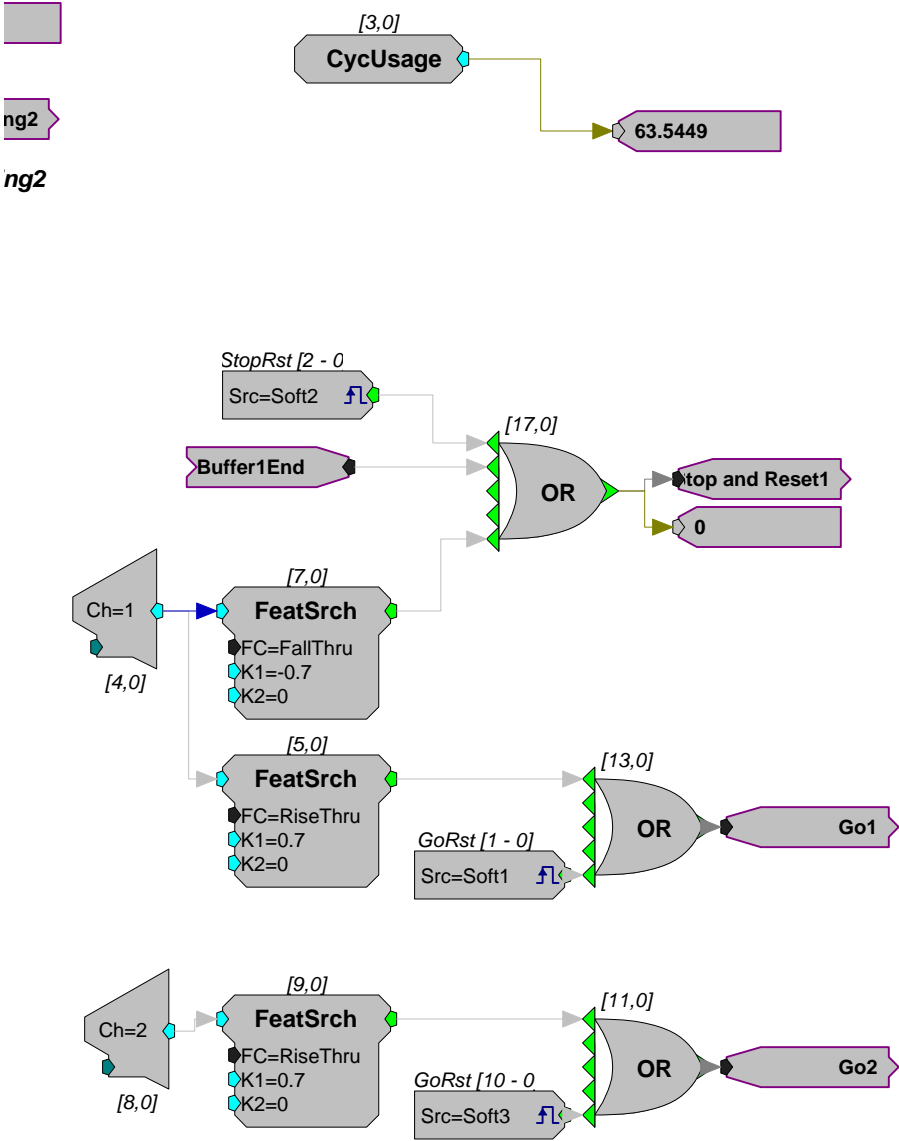 [3,0]
CycUsage
ng2
63.5449
ng2
StopRst [2 - 0
Src=Soft2
[17,0]
Buffer1End
OR
top and Reset1
0
[7,0]
Ch=1
FeatSrch
FC=FallThru
K1=-0.7
[4,0]
K2=0
[5,0]
FeatSrch
[13,0]
FC=RiseThru
K1=0.7
OR
Go1
GoRst [1 - 0]
K2=0
Src=Soft1
[9,0]
[11,0]
Ch=2
FeatSrch
FC=RiseThru
OR
Go2
K1=0.7
GoRst [10 - 0
[8,0]
K2=0
Src=Soft3